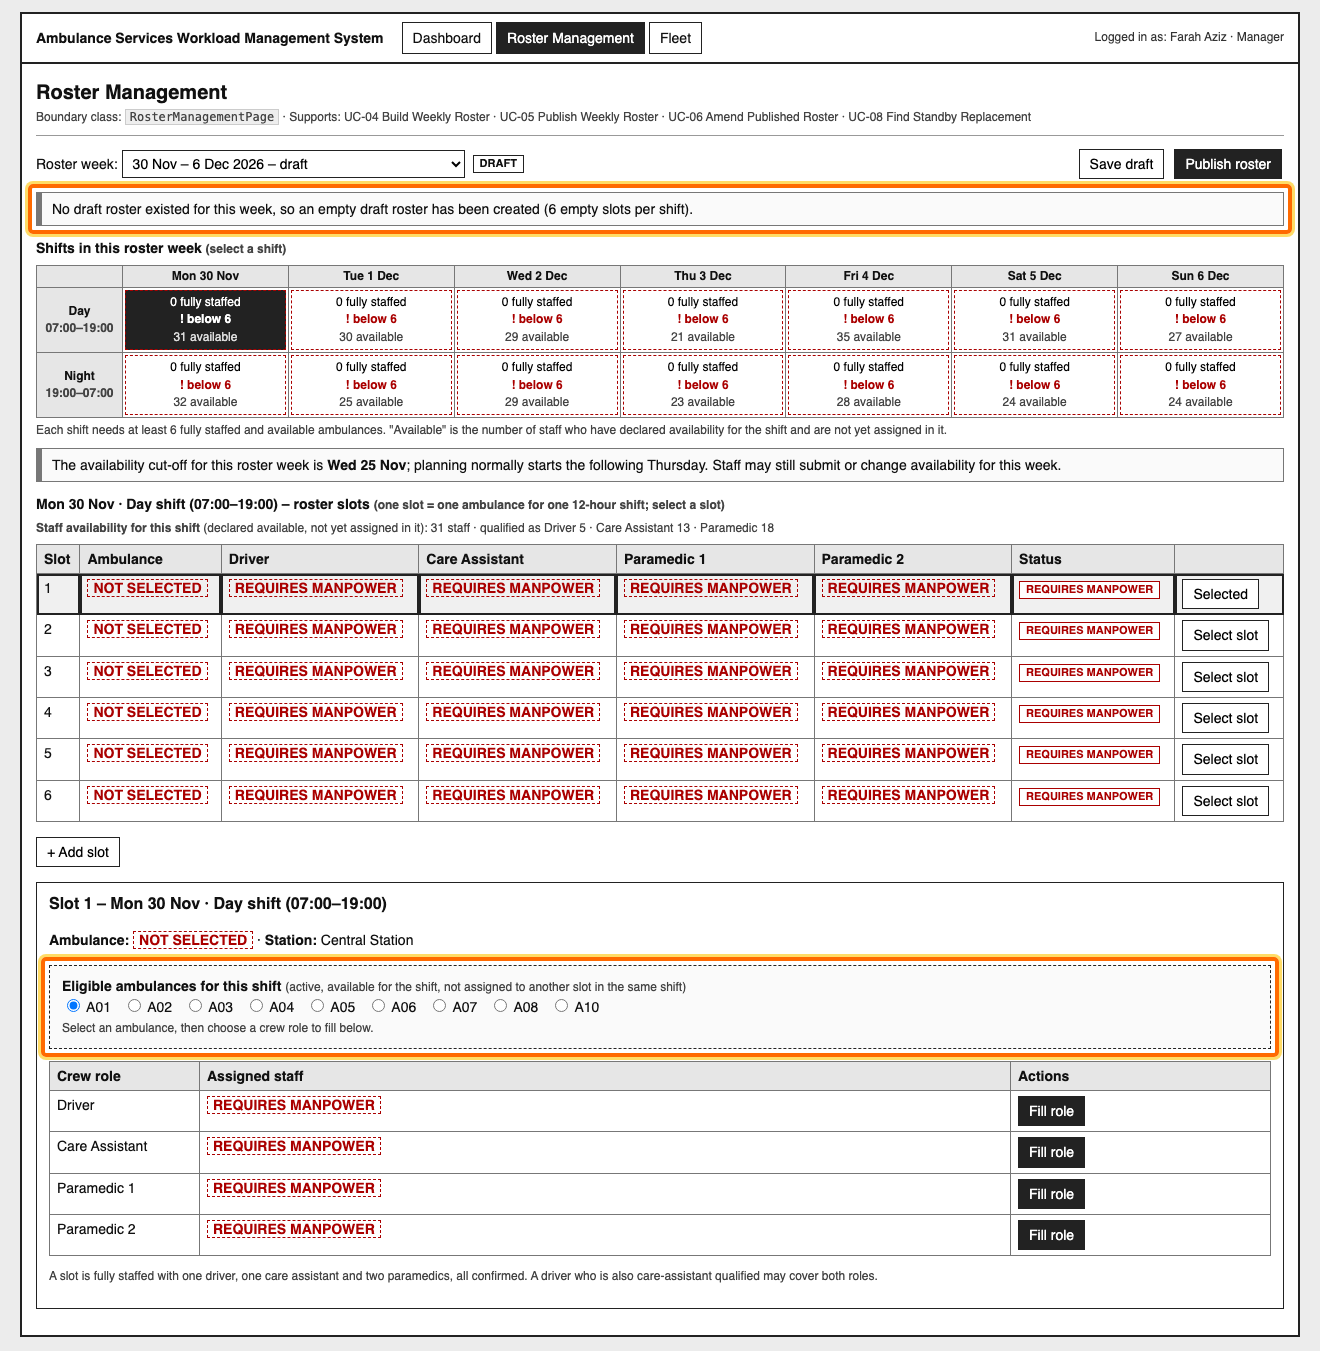 Ambulance Services Workload Management System Dashboard Roster Management Fleet Logged in as: Farah Aziz · Manager
Roster Management
Boundary class: RosterManagementPage · Supports: UC-04 Build Weekly Roster · UC-05 Publish Weekly Roster · UC-06 Amend Published Roster · UC-08 Find Standby Replacement
Roster week: 30 Nov – 6 Dec 2026 – draft DRAFT Save draft Publish roster
No draft roster existed for this week, so an empty draft roster has been created (6 empty slots per shift).
Shifts in this roster week (select a shift)
Mon 30 Nov Tue 1 Dec Wed 2 Dec Thu 3 Dec Fri 4 Dec Sat 5 Dec Sun 6 Dec
Day
07:00–19:00
0 fully staffed 0 fully staffed 0 fully staffed 0 fully staffed 0 fully staffed 0 fully staffed 0 fully staffed
! below 6 ! below 6 ! below 6 ! below 6 ! below 6 ! below 6 ! below 6
31 available 30 available 29 available 21 available 35 available 31 available 27 available
Night
19:00–07:00
0 fully staffed 0 fully staffed 0 fully staffed 0 fully staffed 0 fully staffed 0 fully staffed 0 fully staffed
! below 6 ! below 6 ! below 6 ! below 6 ! below 6 ! below 6 ! below 6
32 available 25 available 29 available 23 available 28 available 24 available 24 available
Each shift needs at least 6 fully staffed and available ambulances. "Available" is the number of staff who have declared availability for the shift and are not yet assigned in it.
The availability cut-off for this roster week is Wed 25 Nov; planning normally starts the following Thursday. Staff may still submit or change availability for this week.
Mon 30 Nov · Day shift (07:00–19:00) – roster slots (one slot = one ambulance for one 12-hour shift; select a slot)
Staff availability for this shift (declared available, not yet assigned in it): 31 staff · qualified as Driver 5 · Care Assistant 13 · Paramedic 18
Slot Ambulance Driver Care Assistant Paramedic 1 Paramedic 2 Status
1 NOT SELECTED REQUIRES MANPOWER REQUIRES MANPOWER REQUIRES MANPOWER REQUIRES MANPOWER REQUIRES MANPOWER Selected
2 NOT SELECTED REQUIRES MANPOWER REQUIRES MANPOWER REQUIRES MANPOWER REQUIRES MANPOWER REQUIRES MANPOWER Select slot
3 NOT SELECTED REQUIRES MANPOWER REQUIRES MANPOWER REQUIRES MANPOWER REQUIRES MANPOWER REQUIRES MANPOWER Select slot
4 NOT SELECTED REQUIRES MANPOWER REQUIRES MANPOWER REQUIRES MANPOWER REQUIRES MANPOWER REQUIRES MANPOWER Select slot
5 NOT SELECTED REQUIRES MANPOWER REQUIRES MANPOWER REQUIRES MANPOWER REQUIRES MANPOWER REQUIRES MANPOWER Select slot
6 NOT SELECTED REQUIRES MANPOWER REQUIRES MANPOWER REQUIRES MANPOWER REQUIRES MANPOWER REQUIRES MANPOWER Select slot
+ Add slot
Slot 1 – Mon 30 Nov · Day shift (07:00–19:00)
Ambulance: NOT SELECTED · Station: Central Station
Eligible ambulances for this shift (active, available for the shift, not assigned to another slot in the same shift)
A01 A02 A03 A04 A05 A06 A07 A08 A10
Select an ambulance, then choose a crew role to fill below.
Crew role Assigned staff Actions
Driver REQUIRES MANPOWER Fill role
Care Assistant REQUIRES MANPOWER Fill role
Paramedic 1 REQUIRES MANPOWER Fill role
Paramedic 2 REQUIRES MANPOWER Fill role
A slot is fully staffed with one driver, one care assistant and two paramedics, all confirmed. A driver who is also care-assistant qualified may cover both roles.